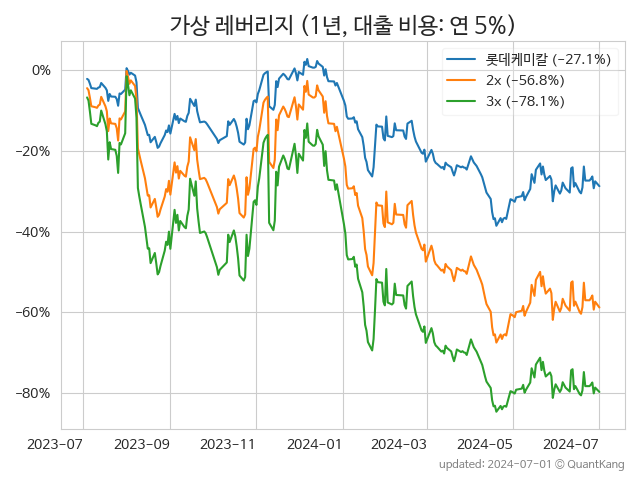 가상 레버리지 (1년, 대출 비용: 연 5%)
롯데케미칼 (−27.1%)
2x (−56.8%)
3x (−78.1%)
0%
−20%
−40%
−60%
−80%
2023-07 2023-09 2023-11 2024-01 2024-03 2024-05 2024-07
updated: 2024-07-01 © QuantKang